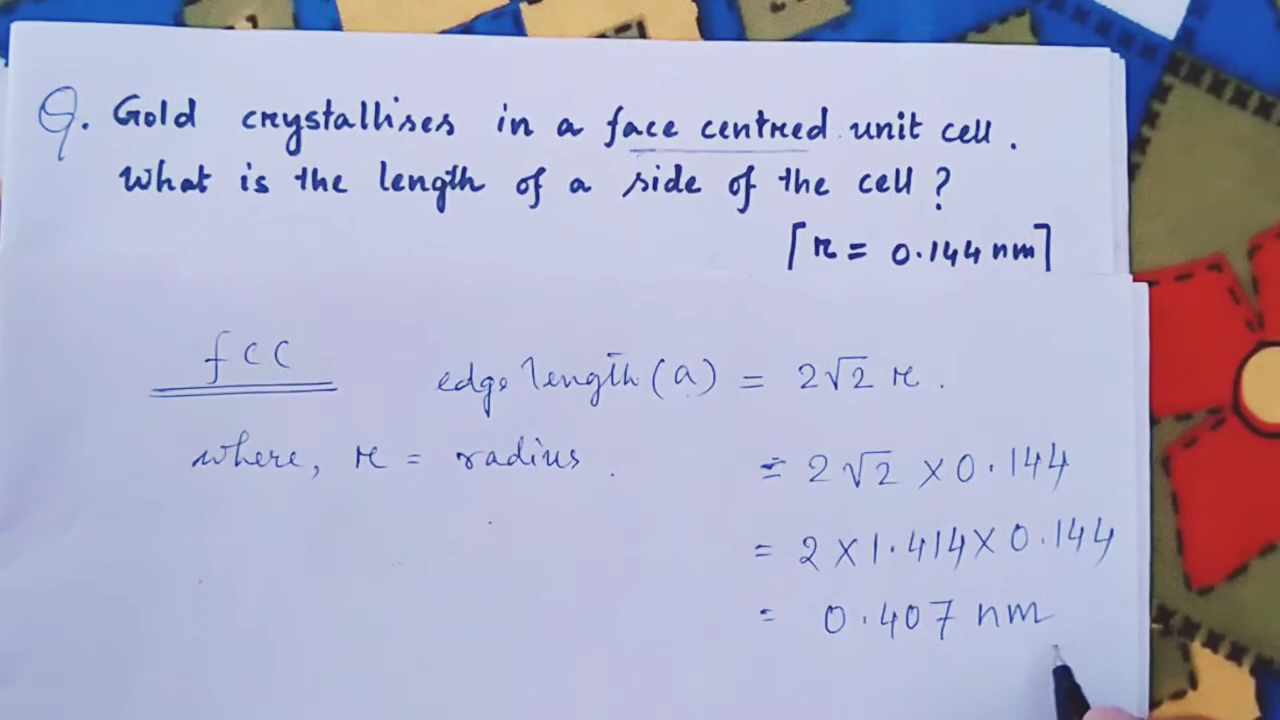 Q. Gold crystallises in a face centred unit cell.
What is the length of a side of the cell?
[r = 0.144 nm]
fcc
edge length (a) = 2√2 r.
where, r = radius.
= 2√2 × 0.144
= 2 × 1.414 × 0.144
= 0.407 nm